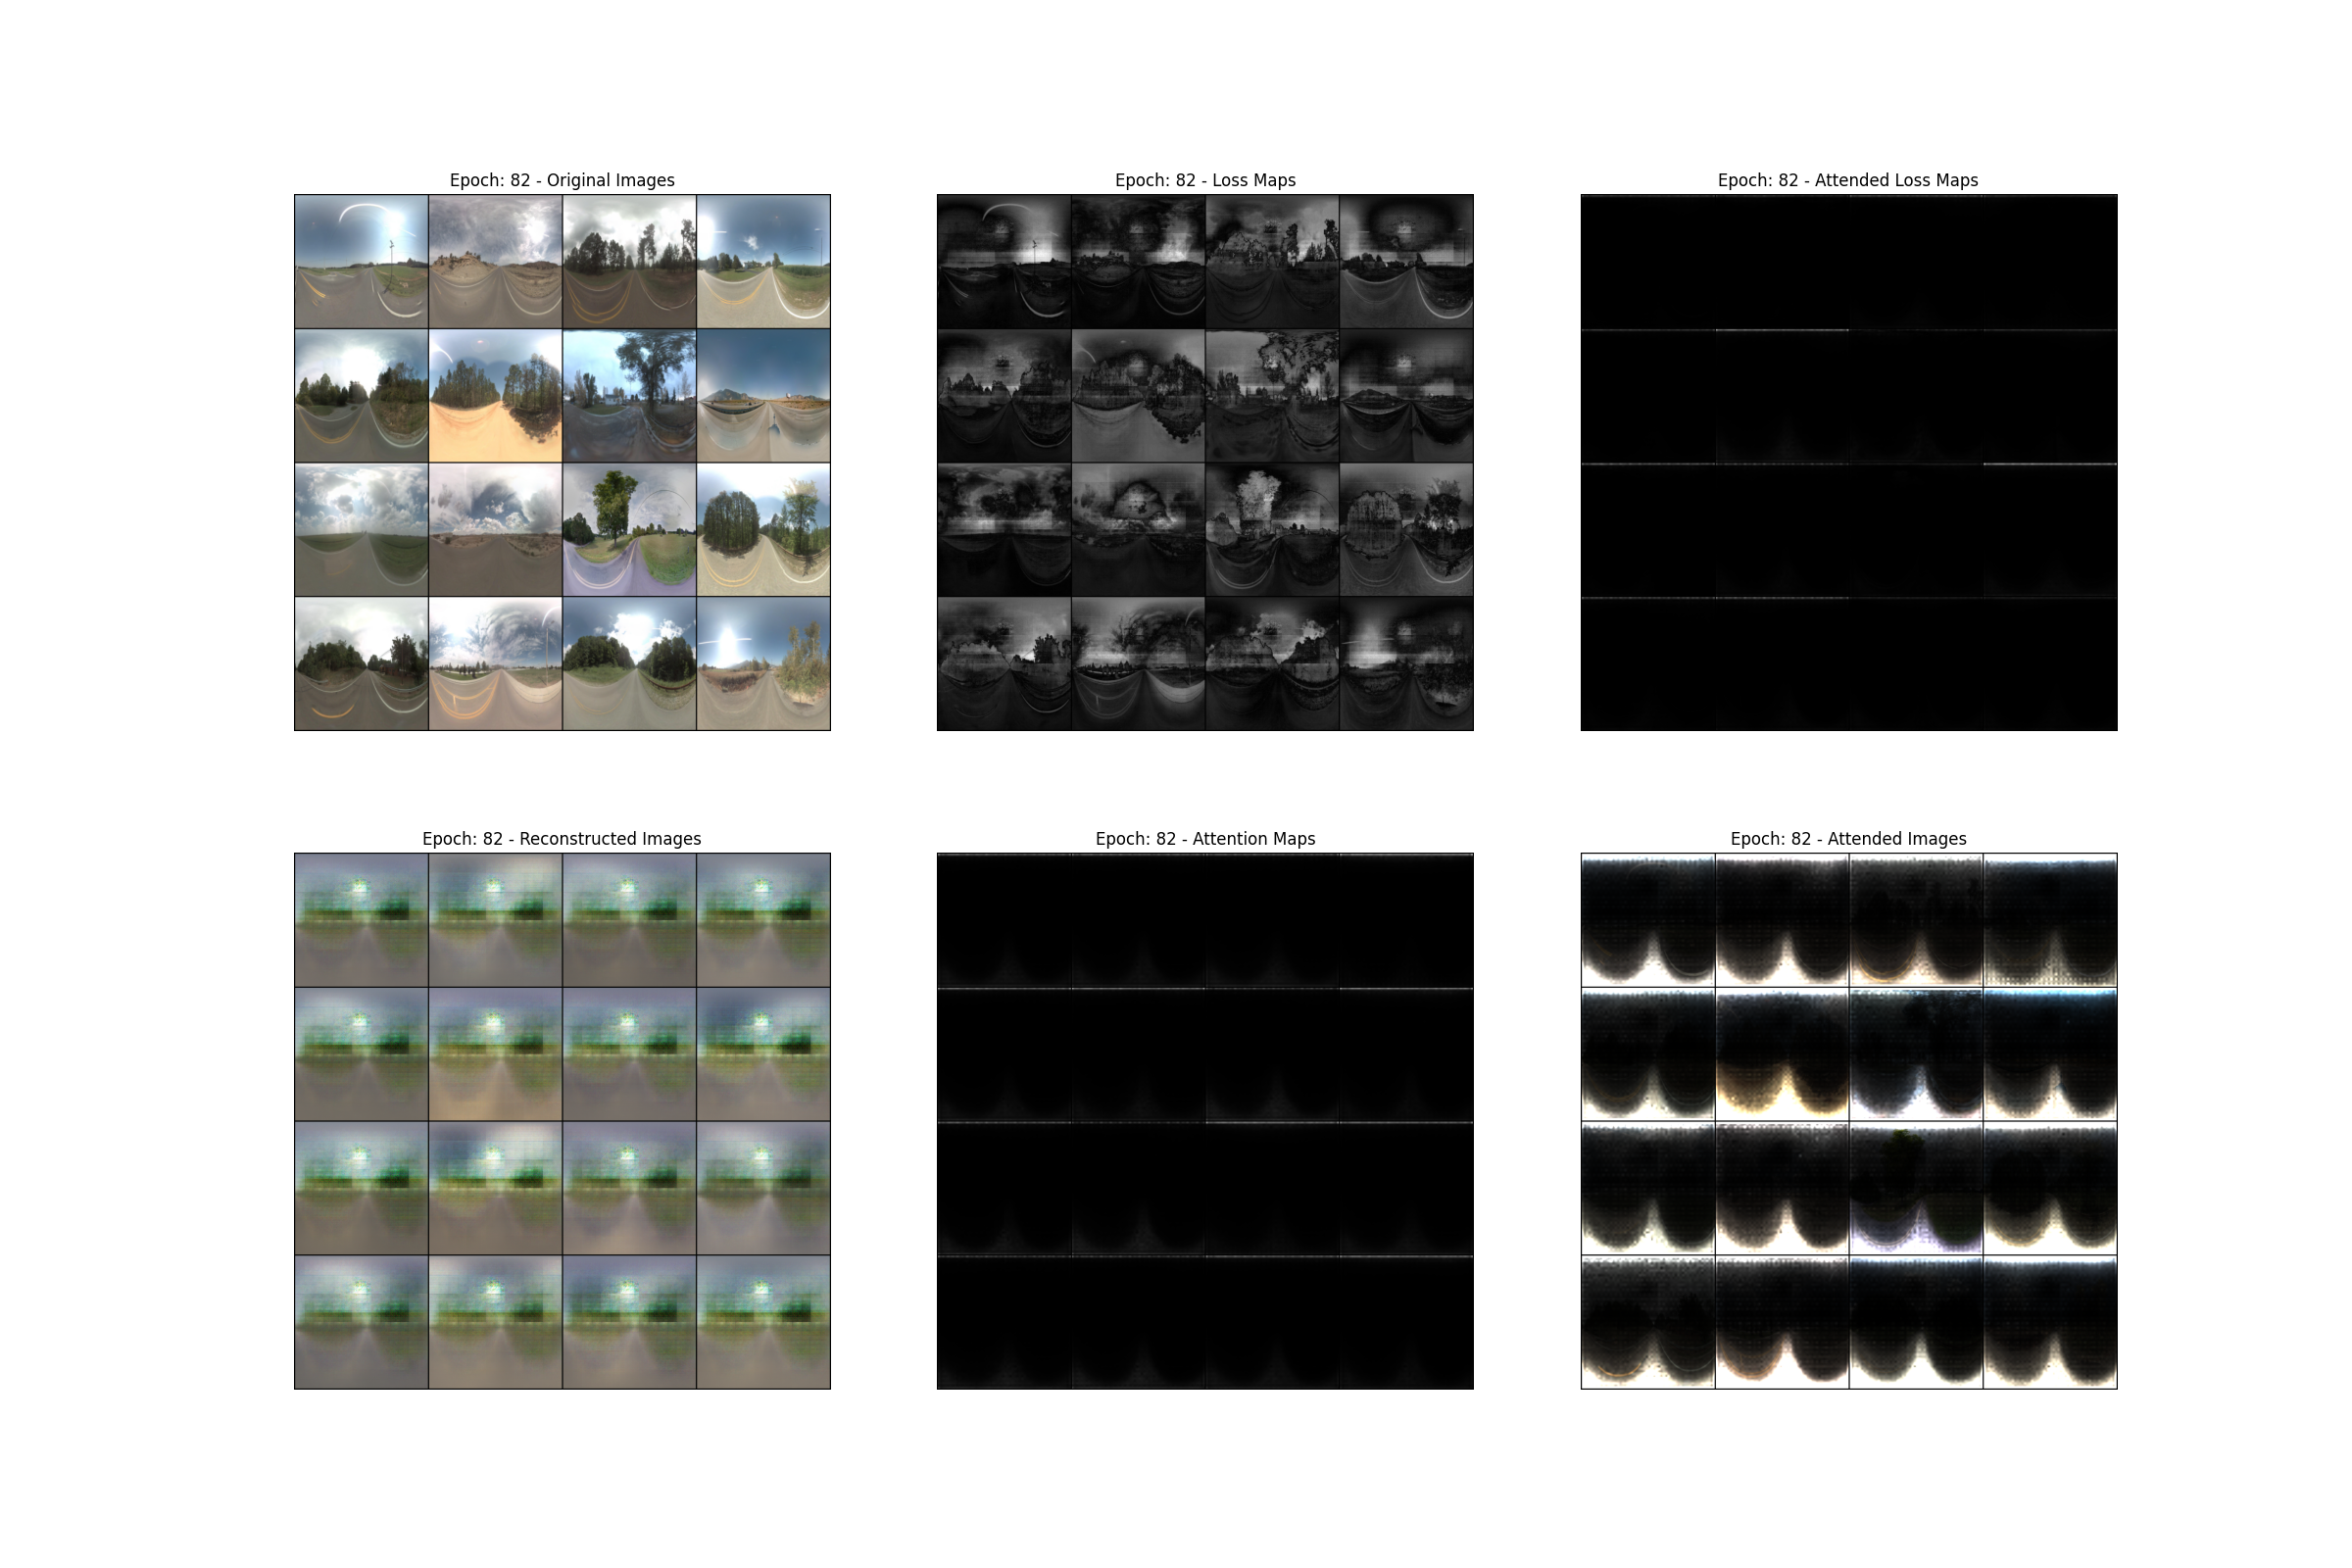 Epoch: 82 - Original Images
Epoch: 82 - Loss Maps
Epoch: 82 - Attended Loss Maps
Epoch: 82 - Reconstructed Images
Epoch: 82 - Attention Maps
Epoch: 82 - Attended Images